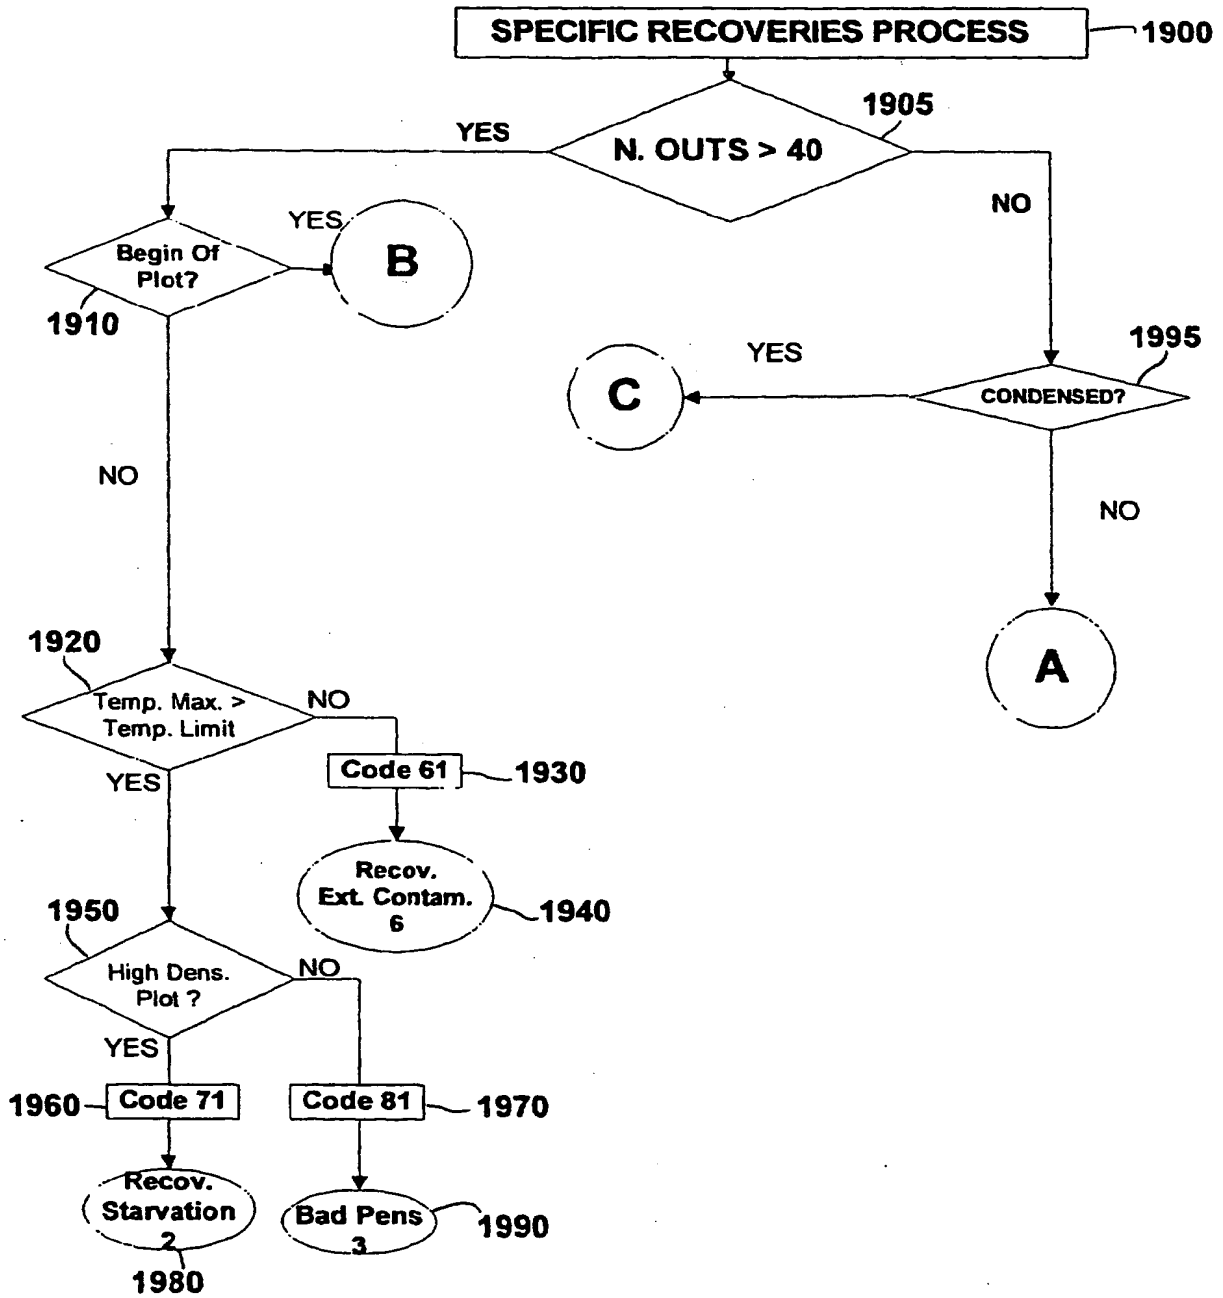 SPECIFIC RECOVERIES PROCESS
1900
1905
N. OUTS > 40
YES
NO
Begin Of
Plot?
1910
YES
B
1995
CONDENSED?
YES
C
NO
NO
A
1920
Temp. Max. >
Temp. Limit
NO
YES
Code 61
1930
Recov.
Ext. Contam.
6
1940
1950
High Dens.
Plot ?
NO
YES
1960
Code 71
Code 81
1970
Recov.
Starvation
2
1980
Bad Pens
3
1990